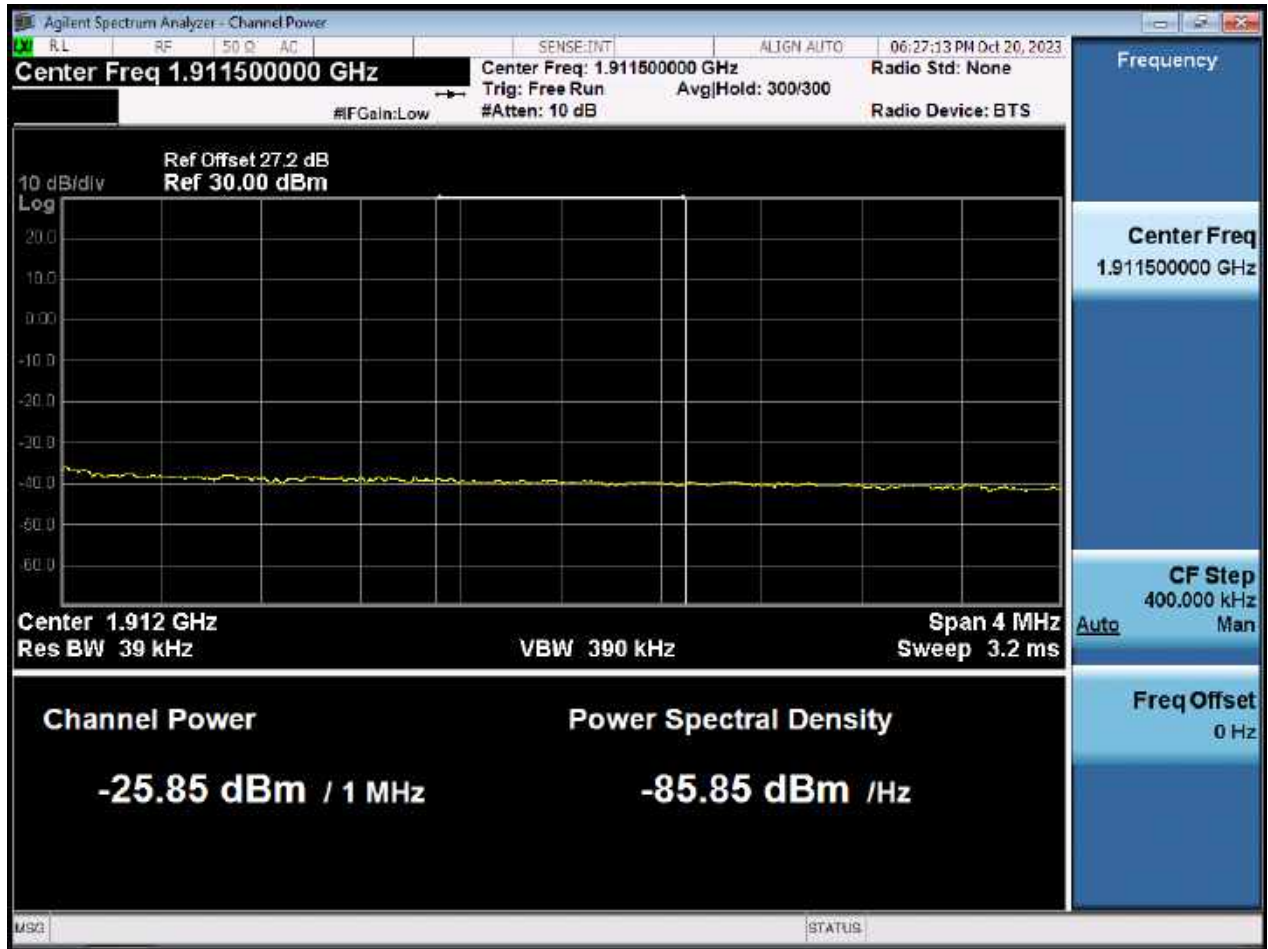 Agilent Spectrum Analyzer - Channel Power
LXI RL RF 50 Ω AC SENSE:INT ALIGN AUTO 06:27:13 PM Oct 20, 2023
Center Freq 1.911500000 GHz
Center Freq: 1.911500000 GHz
Radio Std: None
Trig: Free Run Avg|Hold: 300/300
#IFGain:Low
#Atten: 10 dB
Radio Device: BTS
Ref Offset 27.2 dB
10 dB/div Ref 30.00 dBm
Log
20.0
10.0
0.00
-10.0
-20.0
-30.0
-40.0
-50.0
-60.0
Center 1.912 GHz Span 4 MHz
Res BW 39 kHz VBW 390 kHz Sweep 3.2 ms
Channel Power Power Spectral Density
-25.85 dBm / 1 MHz -85.85 dBm /Hz
MSG STATUS
Frequency
Center Freq
1.911500000 GHz
CF Step
400.000 kHz
Auto Man
Freq Offset
0 Hz